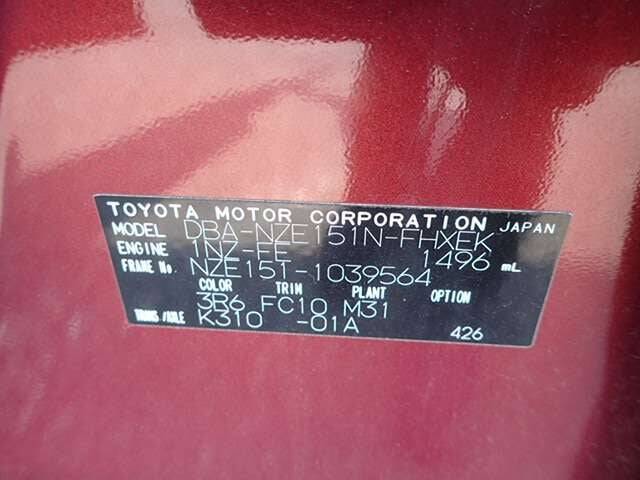 TOYOTA MOTOR CORPORATION JAPAN
MODEL DBA-NZE151N-FHXEK
ENGINE 1NZ-FE 1496 mL
FRAME No. NZE151-1039564
COLOR TRIM PLANT OPTION
3R6 FC10 M31
TRANS/AXLE K310 -01A
426